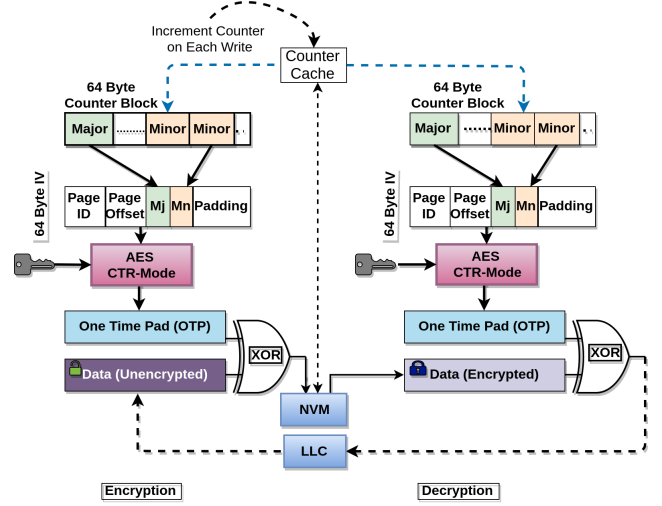 Increment Counter
on Each Write
Counter
Cache
64 Byte
Counter Block
Major
Minor
Minor
64 Byte IV
Page
ID
Page
Offset
Mj
Mn
Padding
AES
CTR-Mode
One Time Pad (OTP)
Data (Unencrypted)
XOR
NVM
LLC
Encryption
64 Byte
Counter Block
Major
Minor
Minor
64 Byte IV
Page
ID
Page
Offset
Mj
Mn
Padding
AES
CTR-Mode
One Time Pad (OTP)
Data (Encrypted)
XOR
Decryption